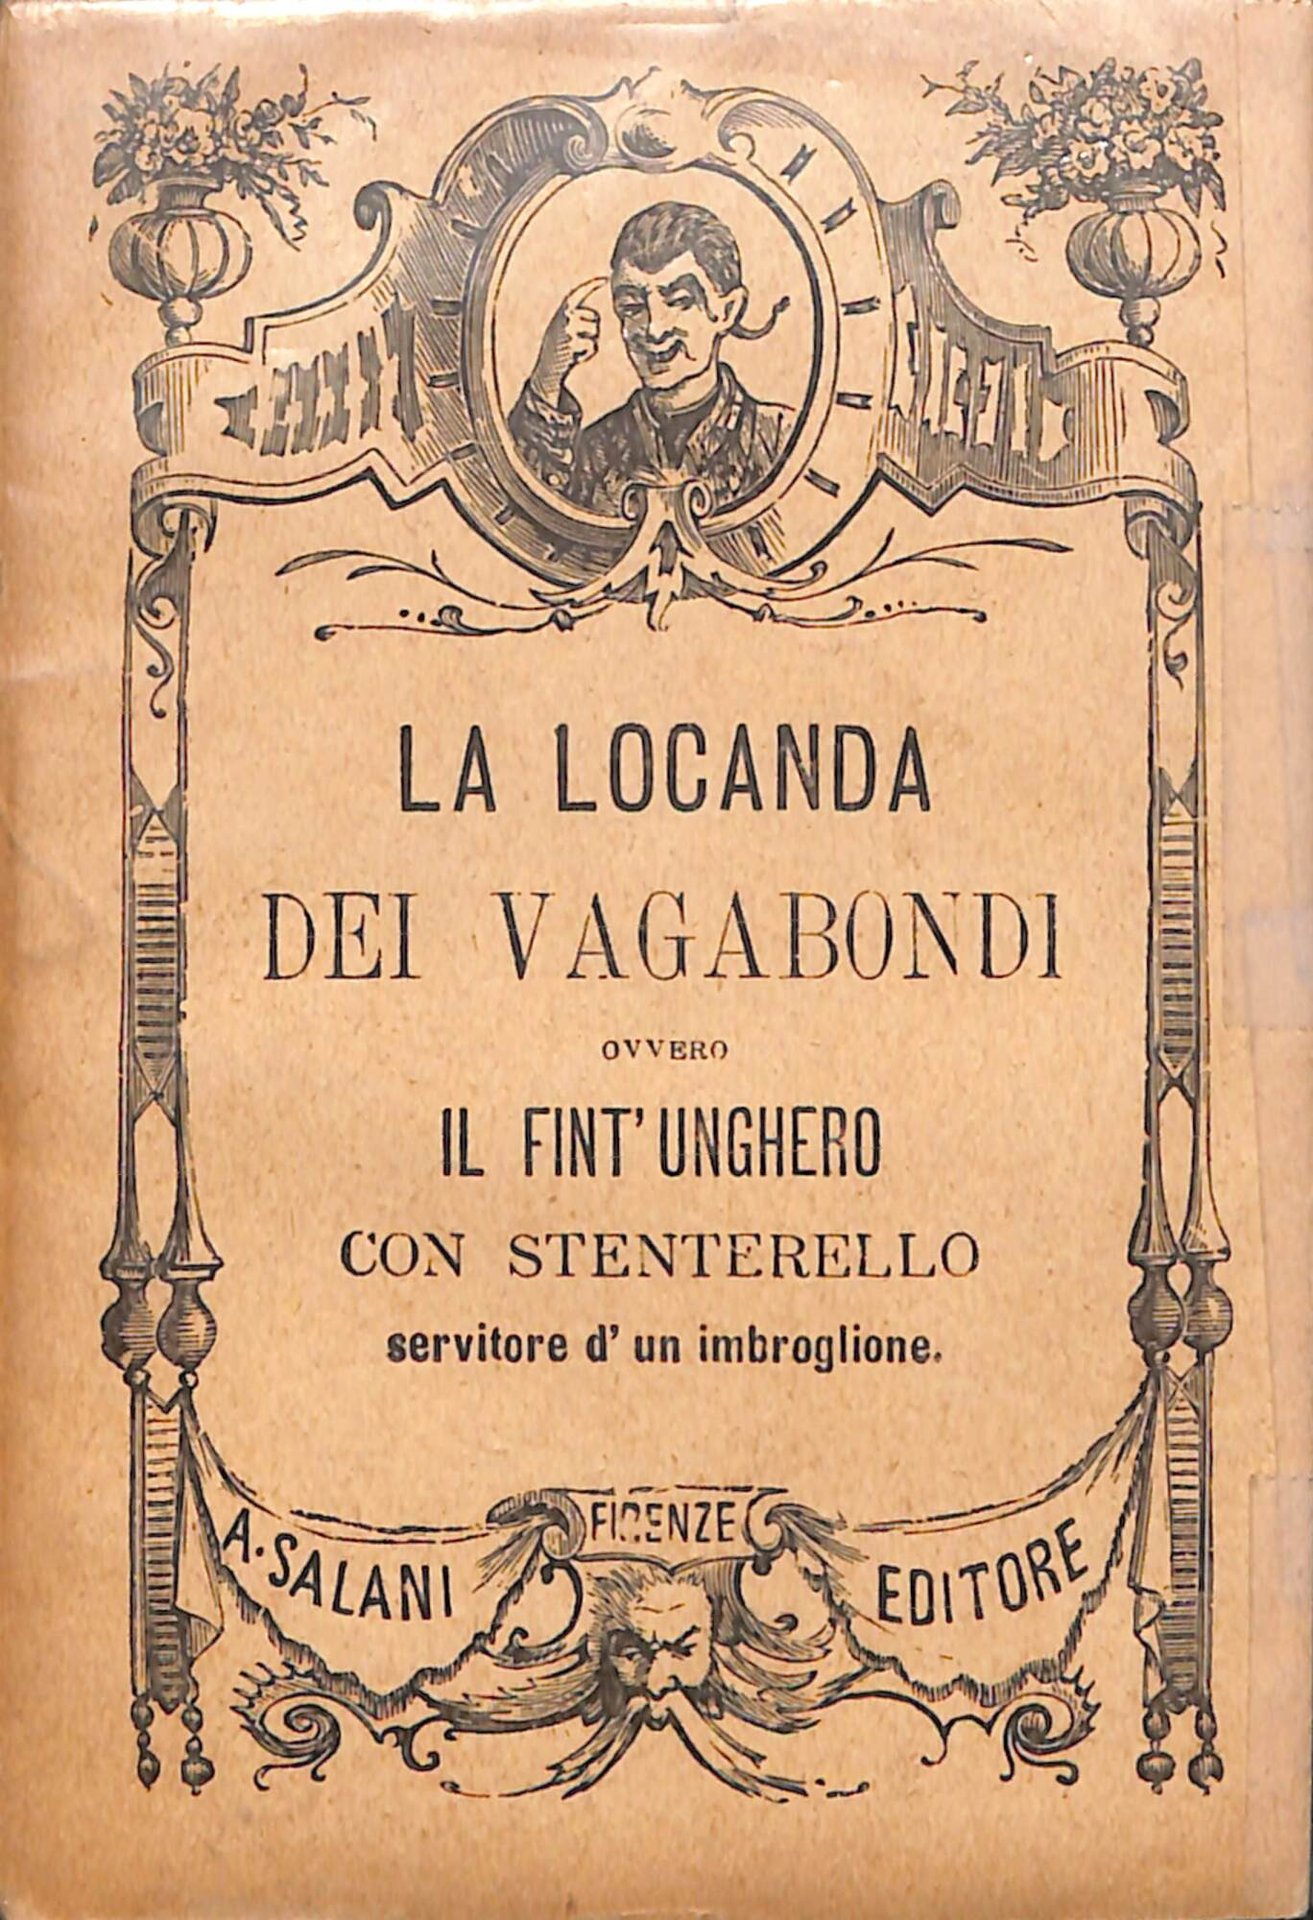 LA LOCANDA
DEI VAGABONDI
OVVERO
IL FINT' UNGHERO
CON STENTERELLO
servitore d' un imbroglione.
FIRENZE
A. SALANI EDITORE